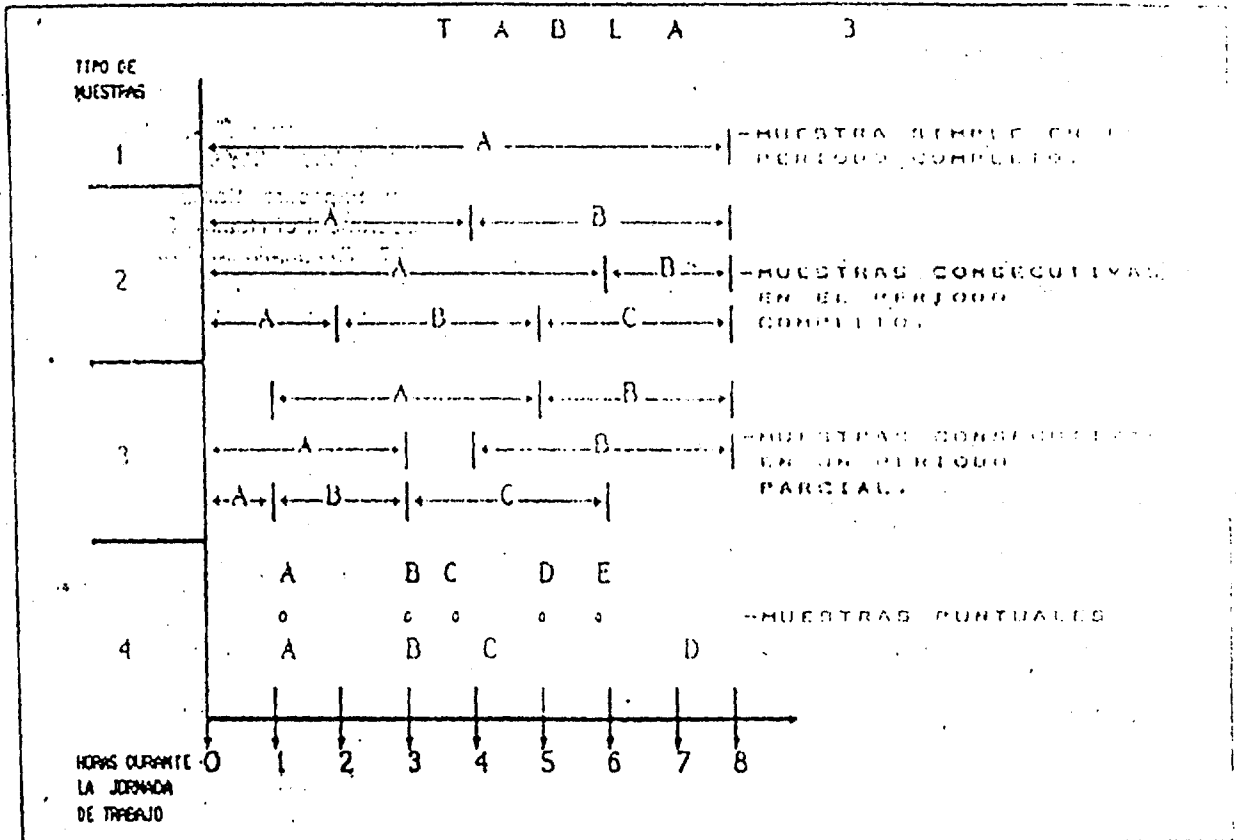 T A B L A 3
TIPO DE
MUESTRAS
1
A
-MUESTRA SIMPLE EN
PERIODO COMPLETO.
A B
2
A B
-MUESTRAS CONSECUTIVAS
EN EL PERIODO
COMPLETO.
A B C
A B
3
A B
-MUESTRAS CONSECUTIVAS
EN UN PERIODO
PARCIAL.
A B C
A B C D E
-MUESTRAS PUNTUALES
4
A B C D
HORAS DURANTE
LA JORNADA
DE TRABAJO
0 1 2 3 4 5 6 7 8